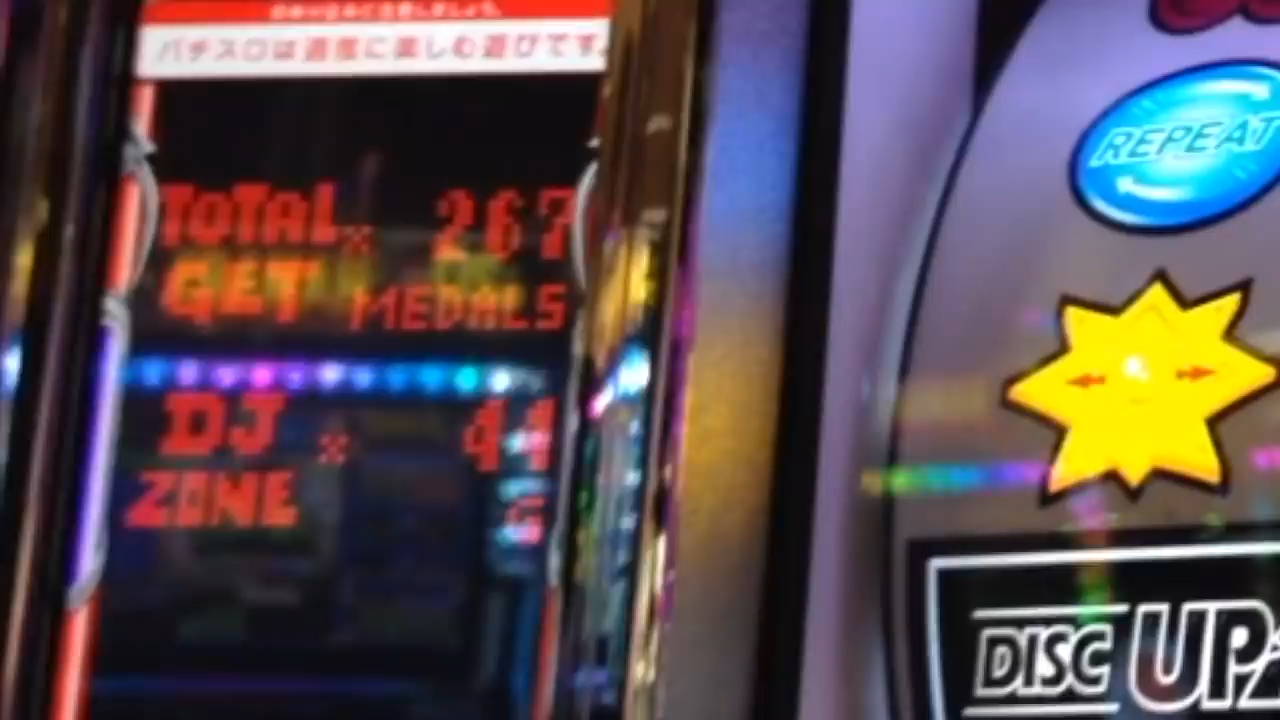 パチスロは適度に楽しむ遊びです。
TOTAL 267
GET MEDALS
DJ 44
ZONE G
REPEAT
DISC UP2